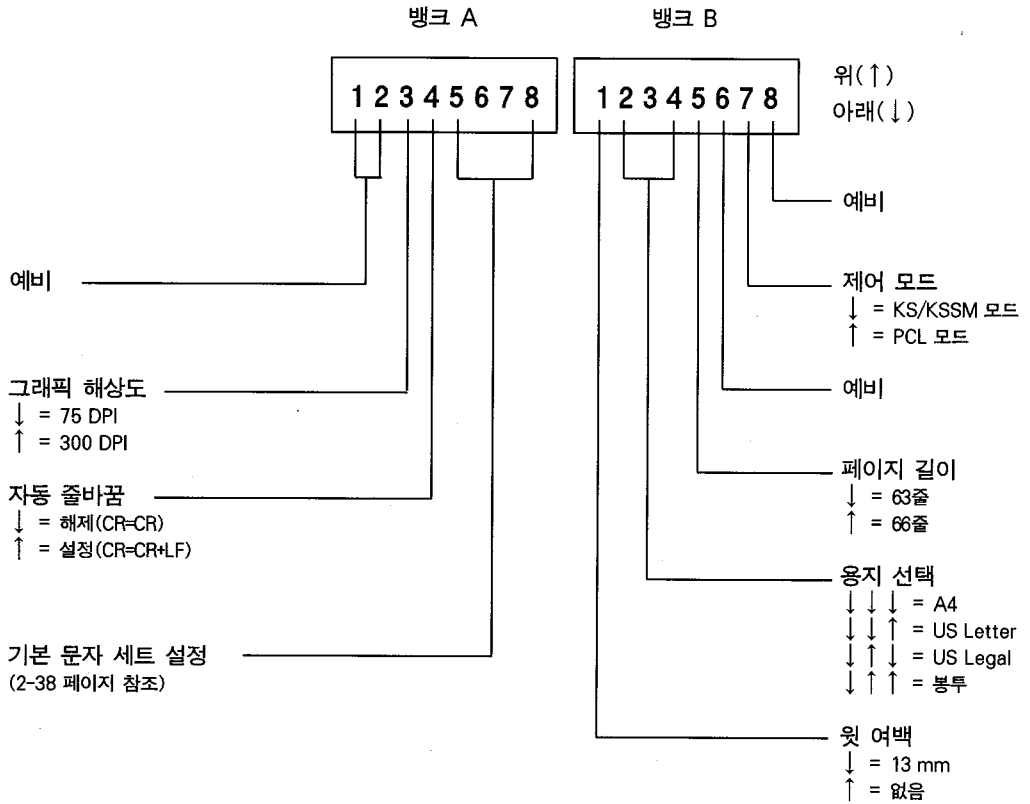 뱅크 A
뱅크 B
1 2 3 4 5 6 7 8
1 2 3 4 5 6 7 8
위(↑)
아래(↓)
예비
예비
제어 모드
↓ = KS/KSSM 모드
↑ = PCL 모드
그래픽 해상도
↓ = 75 DPI
↑ = 300 DPI
예비
페이지 길이
↓ = 63줄
↑ = 66줄
자동 줄바꿈
↓ = 해제(CR=CR)
↑ = 설정(CR=CR+LF)
용지 선택
↓ ↓ ↓ = A4
↓ ↓ ↑ = US Letter
↓ ↑ ↓ = US Legal
↓ ↑ ↑ = 봉투
기본 문자 세트 설정
(2-38 페이지 참조)
윗 여백
↓ = 13 mm
↑ = 없음